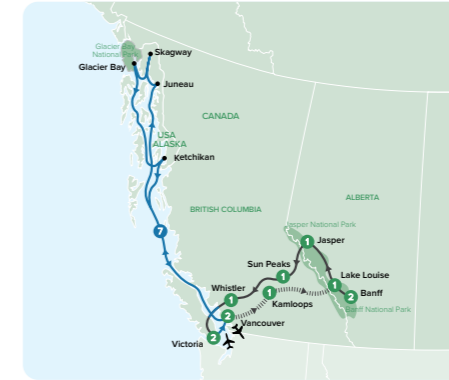 Glacier Bay
National Park
Skagway
Glacier Bay
Juneau
CANADA
USA
ALASKA
Ketchikan
ALBERTA
BRITISH COLUMBIA
Jasper National Park
7
1
Jasper
Sun Peaks
1
Lake Louise
1
Whistler
1
1
2
Banff
Kamloops
Banff National Park
2
Vancouver
Victoria
2